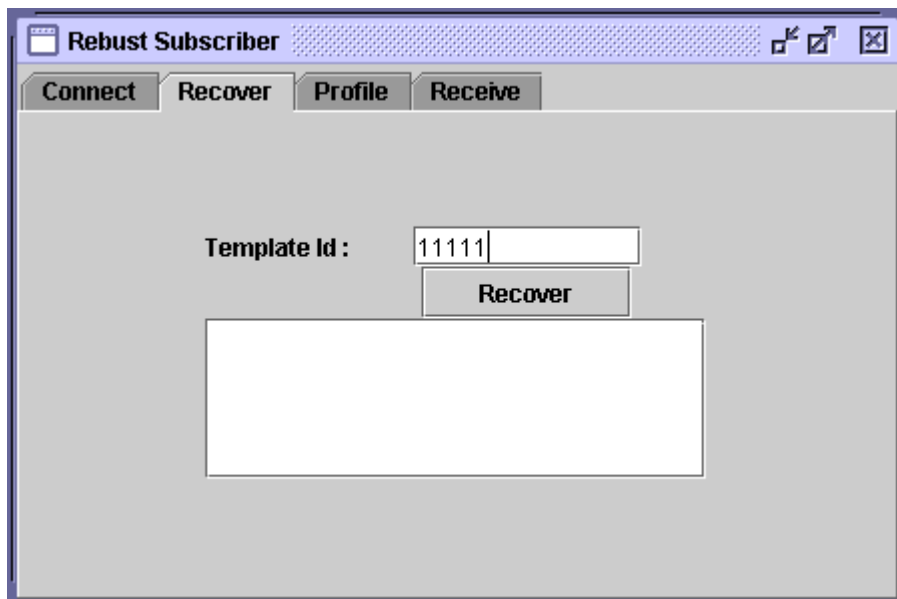 Rebust Subscriber
Connect Recover Profile Receive
Template Id : 11111
Recover